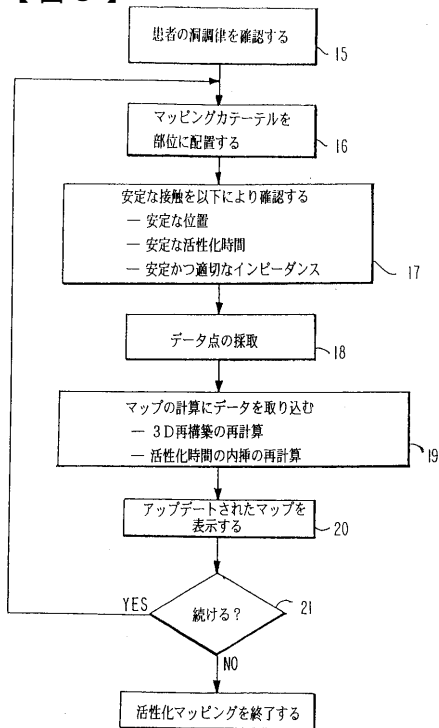 患者の洞調律を確認する
15
マッピングカテーテルを
部位に配置する
16
安定な接触を以下により確認する
— 安定な位置
— 安定な活性化時間
— 安定かつ適切なインピーダンス
17
データ点の採取
18
マップの計算にデータを取り込む
— 3D再構築の再計算
— 活性化時間の内挿の再計算
19
アップデートされたマップを
表示する
20
続ける？
21
YES
NO
活性化マッピングを終了する